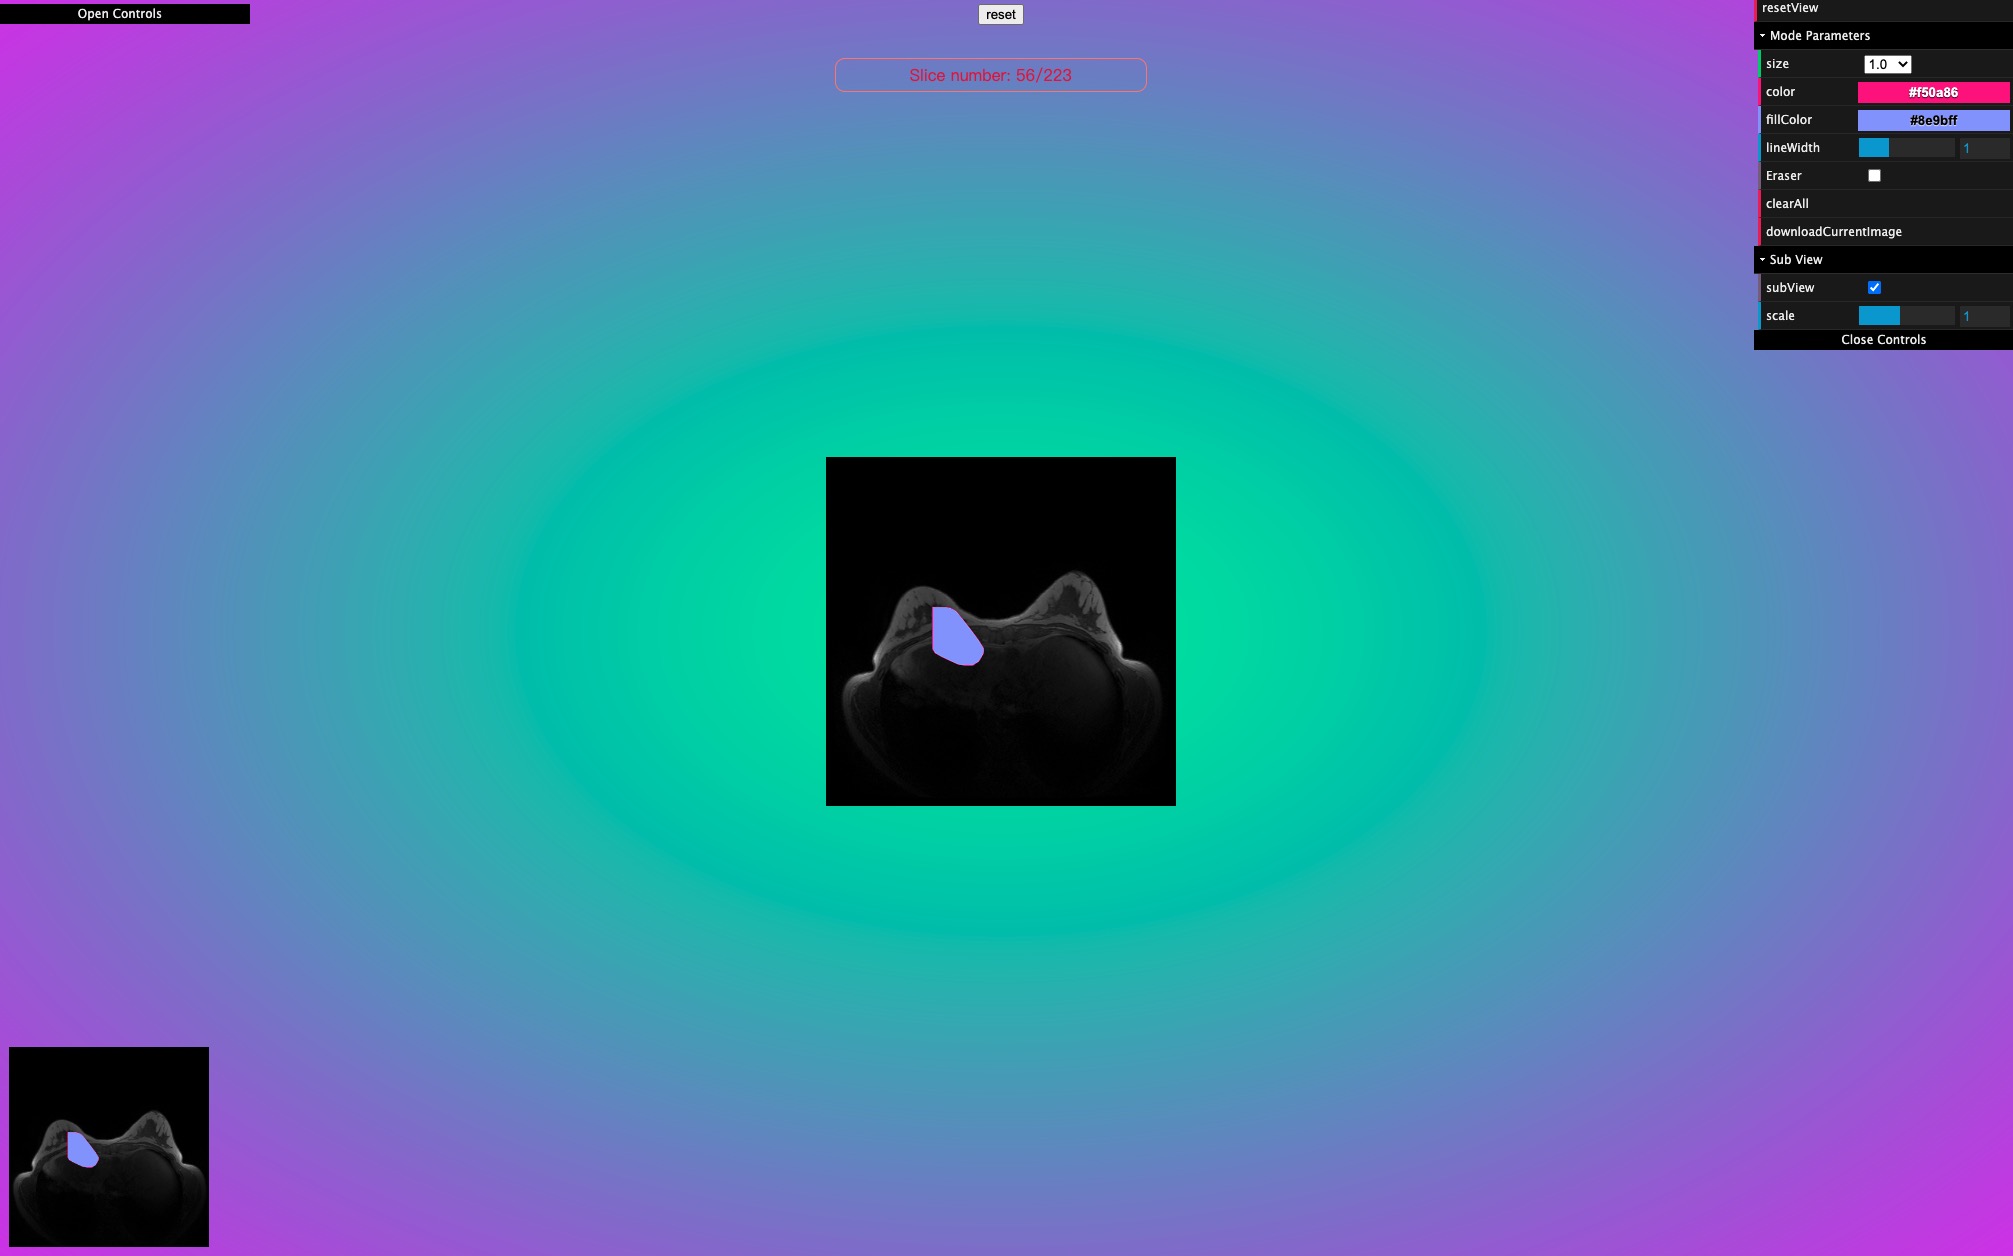 Open Controls
reset
Slice number: 56/223
resetView
Mode Parameters
size 1.0
color #f50a86
fillColor #8e9bff
lineWidth 1
Eraser
clearAll
downloadCurrentImage
Sub View
subView
scale 1
Close Controls